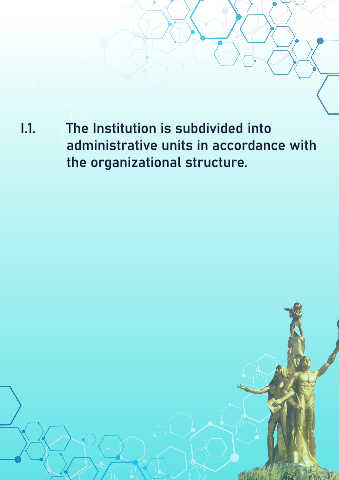 I.1. The Institution is subdivided into
administrative units in accordance with
the organizational structure.